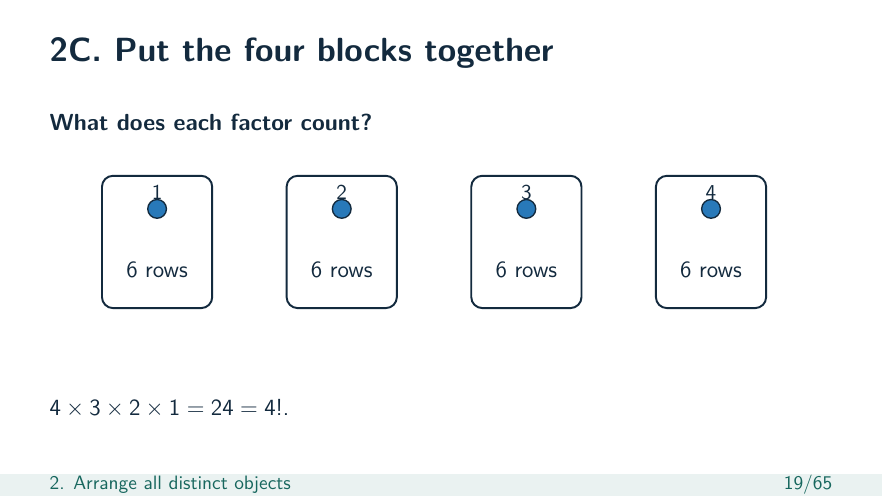 2C. Put the four blocks together
What does each factor count?
1 2 3 4
6 rows 6 rows 6 rows 6 rows
4 × 3 × 2 × 1 = 24 = 4!.
2. Arrange all distinct objects 19/65